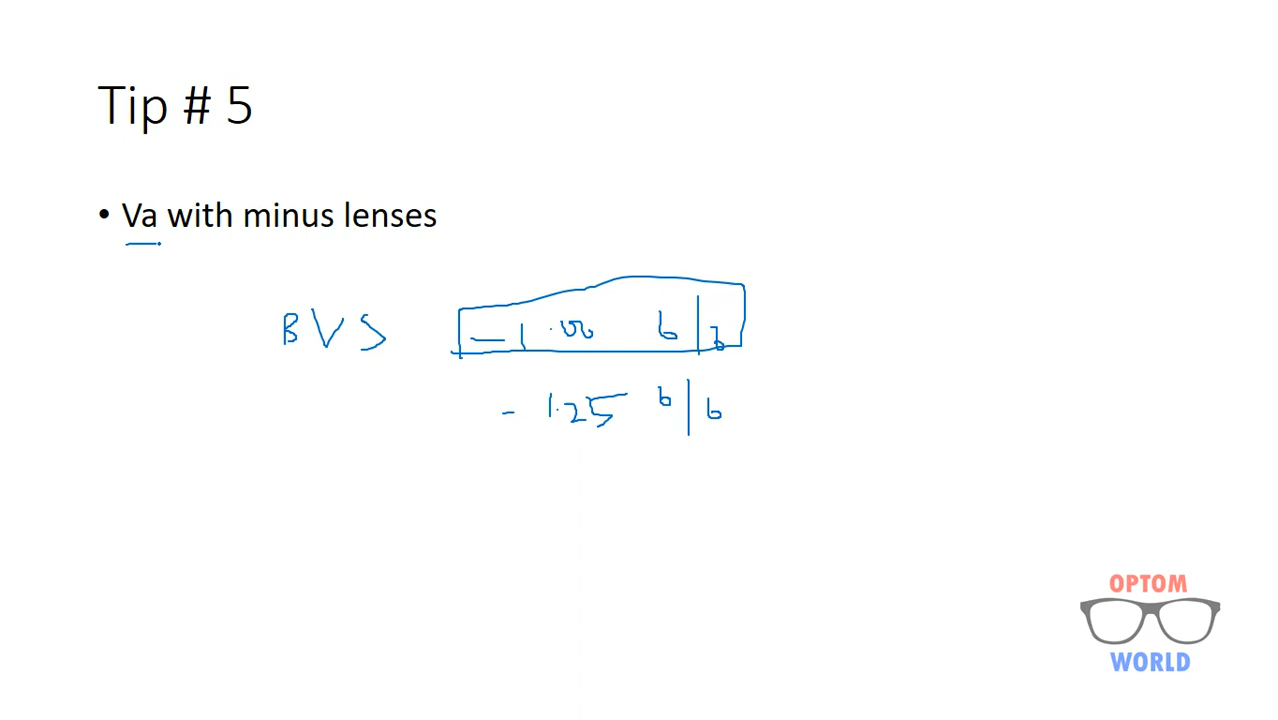 Tip # 5
• Va with minus lenses
BVS -1.00 6|6
-1.25 6|6
OPTOM
WORLD